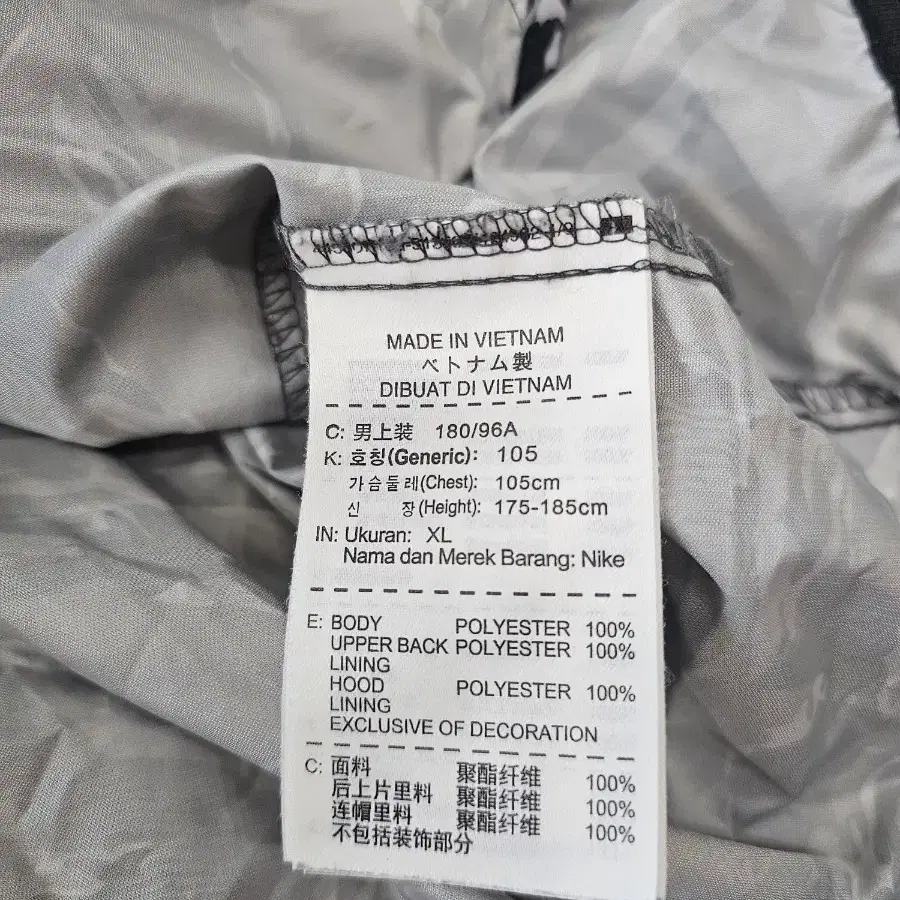 MADE IN VIETNAM
ベトナム製
DIBUAT DI VIETNAM
C: 男上装 180/96A
K: 호칭(Generic): 105
가슴둘레(Chest): 105cm
신 장(Height): 175-185cm
IN: Ukuran: XL
Nama dan Merek Barang: Nike
E: BODY POLYESTER 100%
UPPER BACK POLYESTER 100%
LINING
HOOD POLYESTER 100%
LINING
EXCLUSIVE OF DECORATION
C: 面料 聚酯纤维 100%
后上片里料 聚酯纤维 100%
连帽里料 聚酯纤维 100%
不包括装饰部分